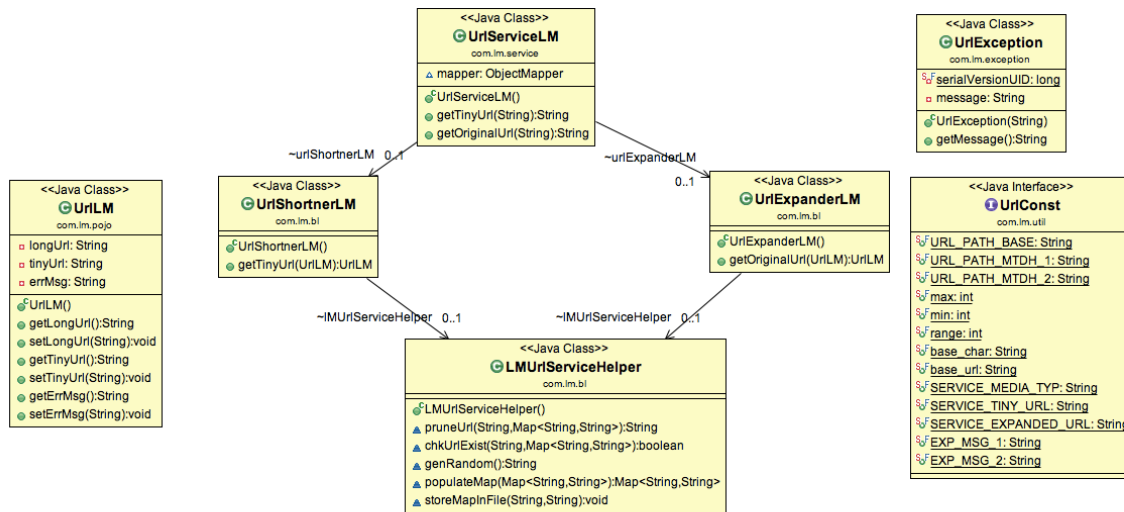 <<Java Class>>
UrlServiceLM
com.lm.service
mapper: ObjectMapper
UrlServiceLM()
getTinyUrl(String):String
getOriginalUrl(String):String
<<Java Class>>
UrlException
com.lm.exception
serialVersionUID: long
message: String
UrlException(String)
getMessage():String
~urlShortnerLM 0..1
~urlExpanderLM
0..1
<<Java Class>>
UrlLM
com.lm.pojo
longUrl: String
tinyUrl: String
errMsg: String
UrlLM()
getLongUrl():String
setLongUrl(String):void
getTinyUrl():String
setTinyUrl(String):void
getErrMsg():String
setErrMsg(String):void
<<Java Class>>
UrlShortnerLM
com.lm.bl
UrlShortnerLM()
getTinyUrl(UrlLM):UrlLM
<<Java Class>>
UrlExpanderLM
com.lm.bl
UrlExpanderLM()
getOriginalUrl(UrlLM):UrlLM
<<Java Interface>>
UrlConst
com.lm.util
URL_PATH_BASE: String
URL_PATH_MTDH_1: String
URL_PATH_MTDH_2: String
max: int
min: int
range: int
base_char: String
base_url: String
SERVICE_MEDIA_TYP: String
SERVICE_TINY_URL: String
SERVICE_EXPANDED_URL: String
EXP_MSG_1: String
EXP_MSG_2: String
~lMUrlServiceHelper 0..1
~lMUrlServiceHelper 0..1
<<Java Class>>
LMUrlServiceHelper
com.lm.bl
LMUrlServiceHelper()
pruneUrl(String,Map<String,String>):String
chkUrlExist(String,Map<String,String>):boolean
genRandom():String
populateMap(Map<String,String>):Map<String,String>
storeMapInFile(String,String):void